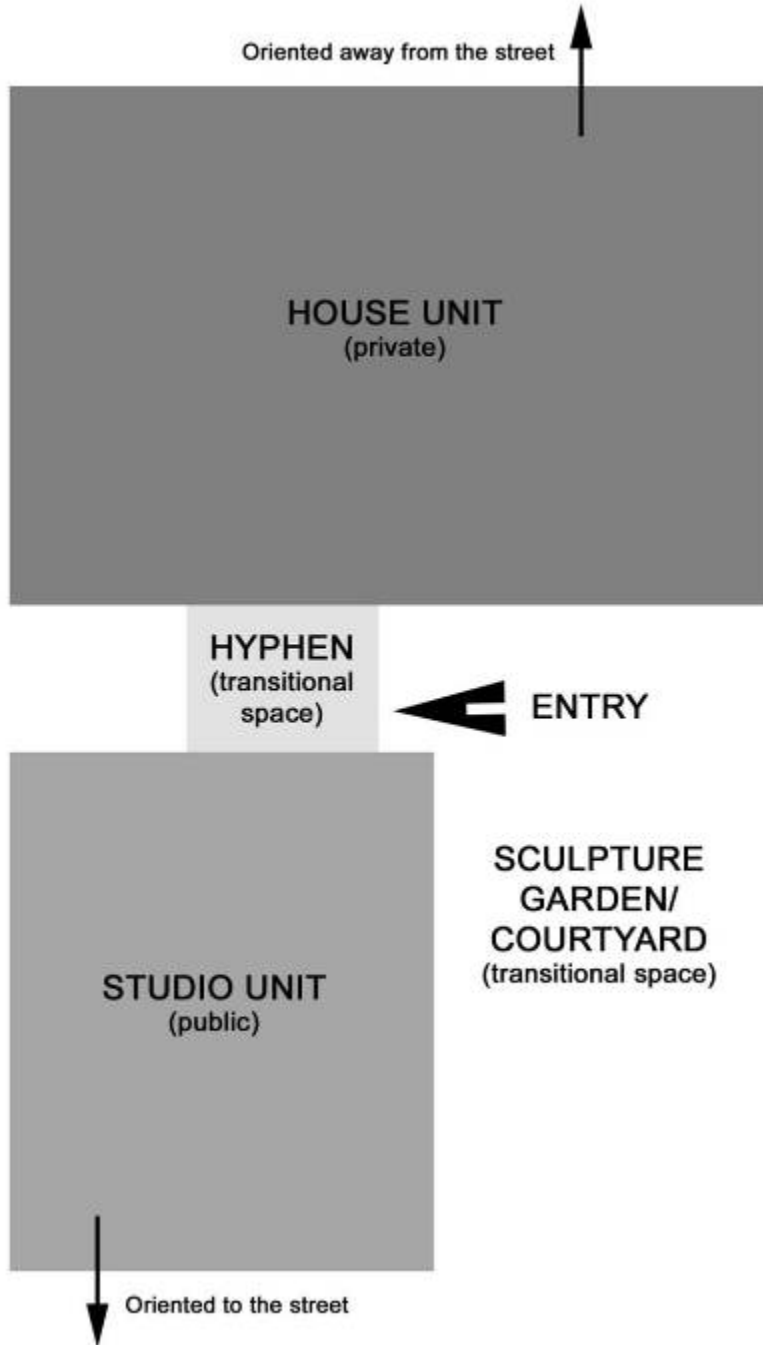 Oriented away from the street
HOUSE UNIT
(private)
HYPHEN
(transitional
space)
ENTRY
SCULPTURE
GARDEN/
COURTYARD
(transitional space)
STUDIO UNIT
(public)
Oriented to the street